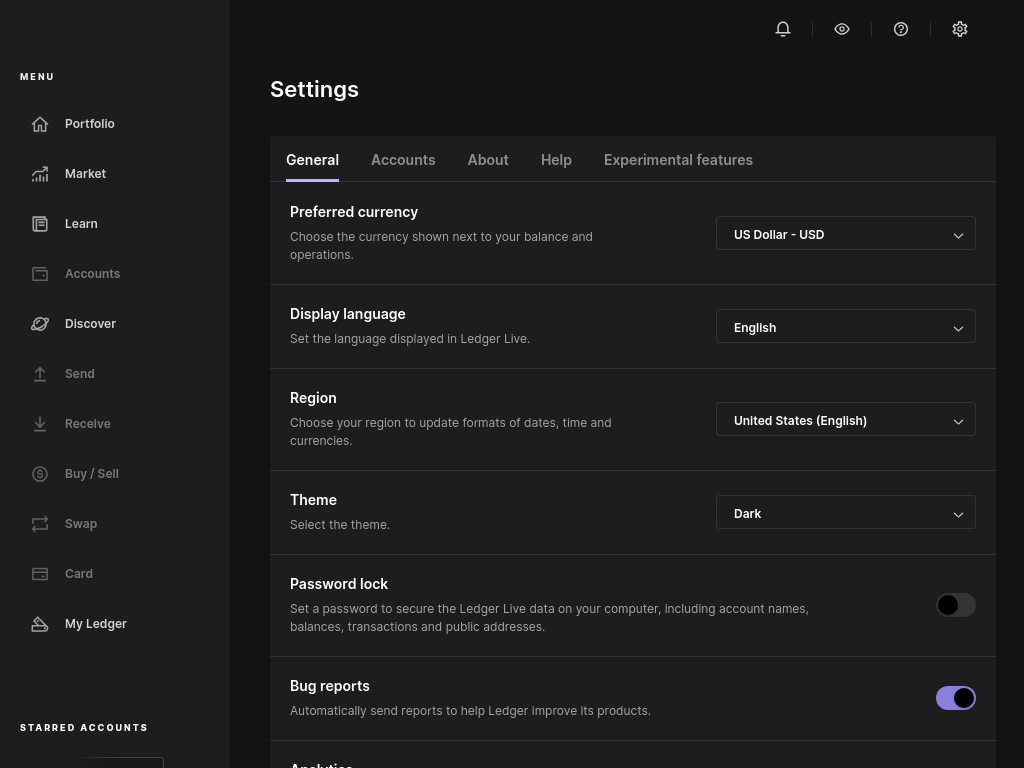 MENU
Portfolio
Market
Learn
Accounts
Discover
Send
Receive
Buy / Sell
Swap
Card
My Ledger
STARRED ACCOUNTS
Settings
General Accounts About Help Experimental features
Preferred currency
Choose the currency shown next to your balance and
operations.
US Dollar - USD
Display language
Set the language displayed in Ledger Live.
English
Region
Choose your region to update formats of dates, time and
currencies.
United States (English)
Theme
Select the theme.
Dark
Password lock
Set a password to secure the Ledger Live data on your computer, including account names,
balances, transactions and public addresses.
Bug reports
Automatically send reports to help Ledger improve its products.
Analytics